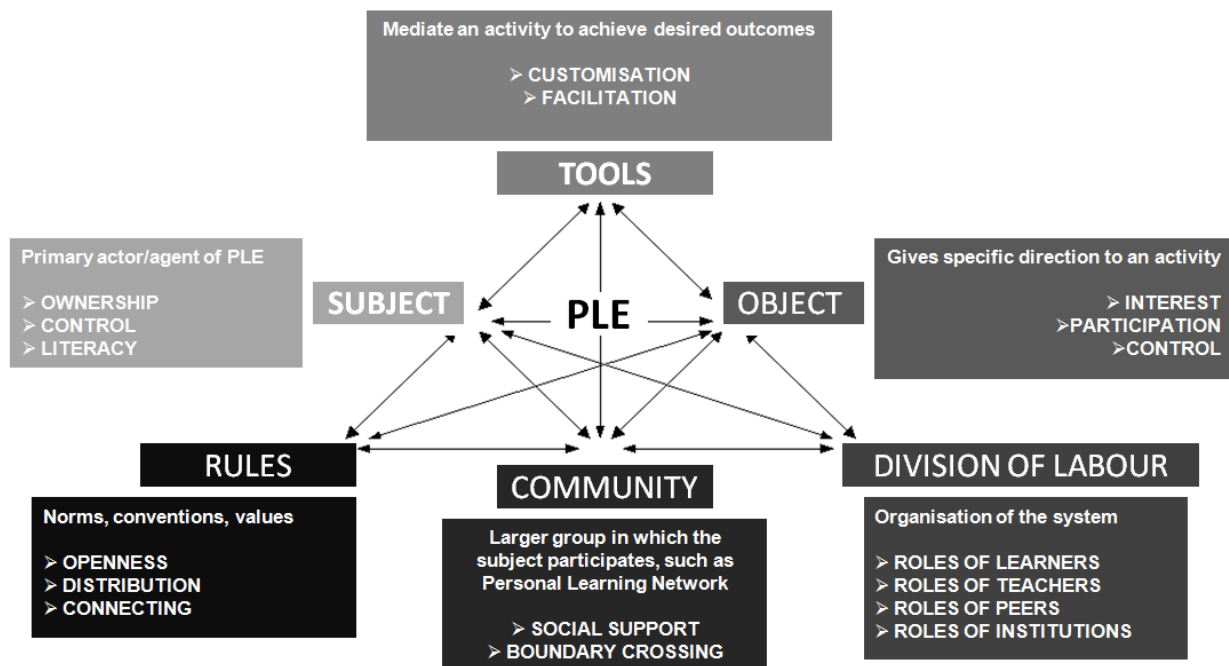 Mediate an activity to achieve desired outcomes
➢ CUSTOMISATION
➢ FACILITATION
TOOLS
Primary actor/agent of PLE
➢ OWNERSHIP
➢ CONTROL
➢ LITERACY
SUBJECT
PLE
OBJECT
Gives specific direction to an activity
➢ INTEREST
➢PARTICIPATION
➢CONTROL
RULES
Norms, conventions, values
➢ OPENNESS
➢ DISTRIBUTION
➢ CONNECTING
COMMUNITY
Larger group in which the
subject participates, such as
Personal Learning Network
➢ SOCIAL SUPPORT
➢ BOUNDARY CROSSING
DIVISION OF LABOUR
Organisation of the system
➢ ROLES OF LEARNERS
➢ ROLES OF TEACHERS
➢ ROLES OF PEERS
➢ ROLES OF INSTITUTIONS